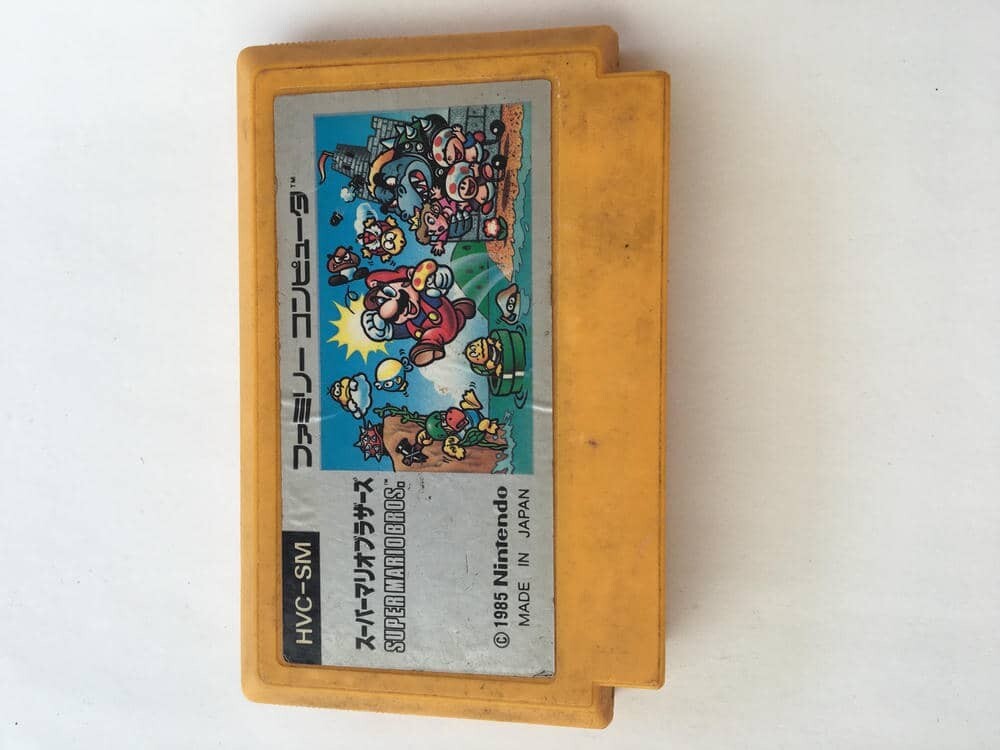 HVC-SM
ファミリー コンピュータ™
スーパーマリオブラザーズ
SUPER MARIO BROS.™
© 1985 Nintendo
MADE IN JAPAN